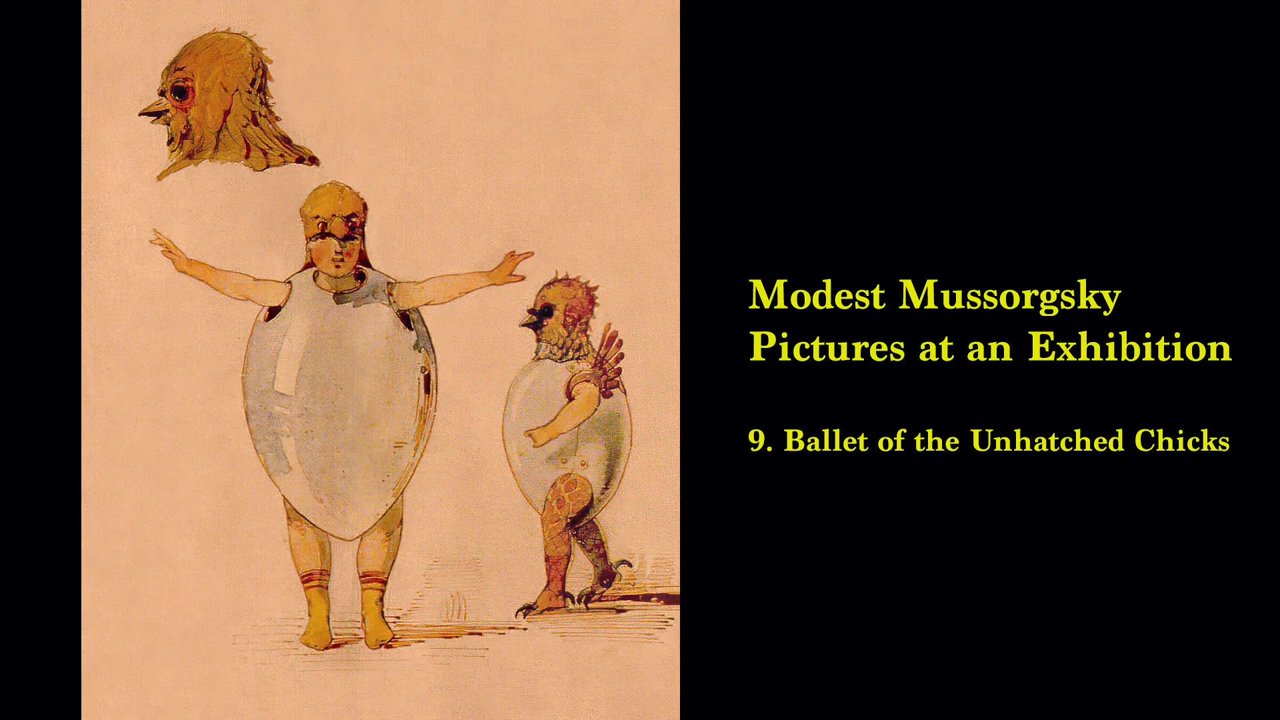 Modest Mussorgsky
Pictures at an Exhibition
9. Ballet of the Unhatched Chicks